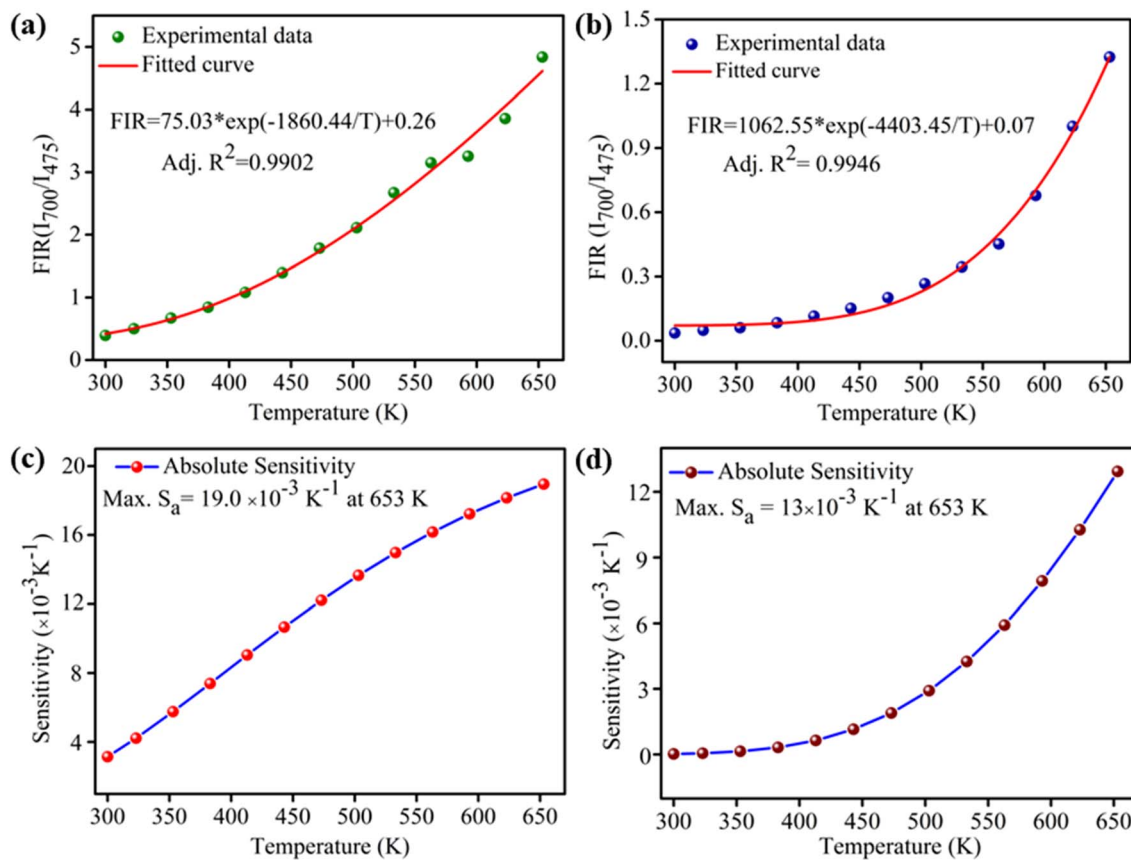 (a)
Experimental data
Fitted curve
FIR=75.03*exp(-1860.44/T)+0.26
Adj. R²=0.9902
FIR(I₇₀₀/I₄₇₅)
5
4
3
2
1
0
300 350 400 450 500 550 600 650
Temperature (K)
(b)
Experimental data
Fitted curve
FIR=1062.55*exp(-4403.45/T)+0.07
Adj. R²= 0.9946
FIR (I₇₀₀/I₄₇₅)
1.5
1.2
0.9
0.6
0.3
0.0
300 350 400 450 500 550 600 650
Temperature (K)
(c)
Absolute Sensitivity
Max. Sₐ= 19.0 ×10⁻³ K⁻¹ at 653 K
Sensitivity (×10⁻³K⁻¹)
20
16
12
8
4
300 350 400 450 500 550 600 650
Temperature (K)
(d)
Absolute Sensitivity
Max. Sₐ = 13×10⁻³ K⁻¹ at 653 K
Sensitivity (×10⁻³ K⁻¹)
12
9
6
3
0
300 350 400 450 500 550 600 650
Temperature (K)